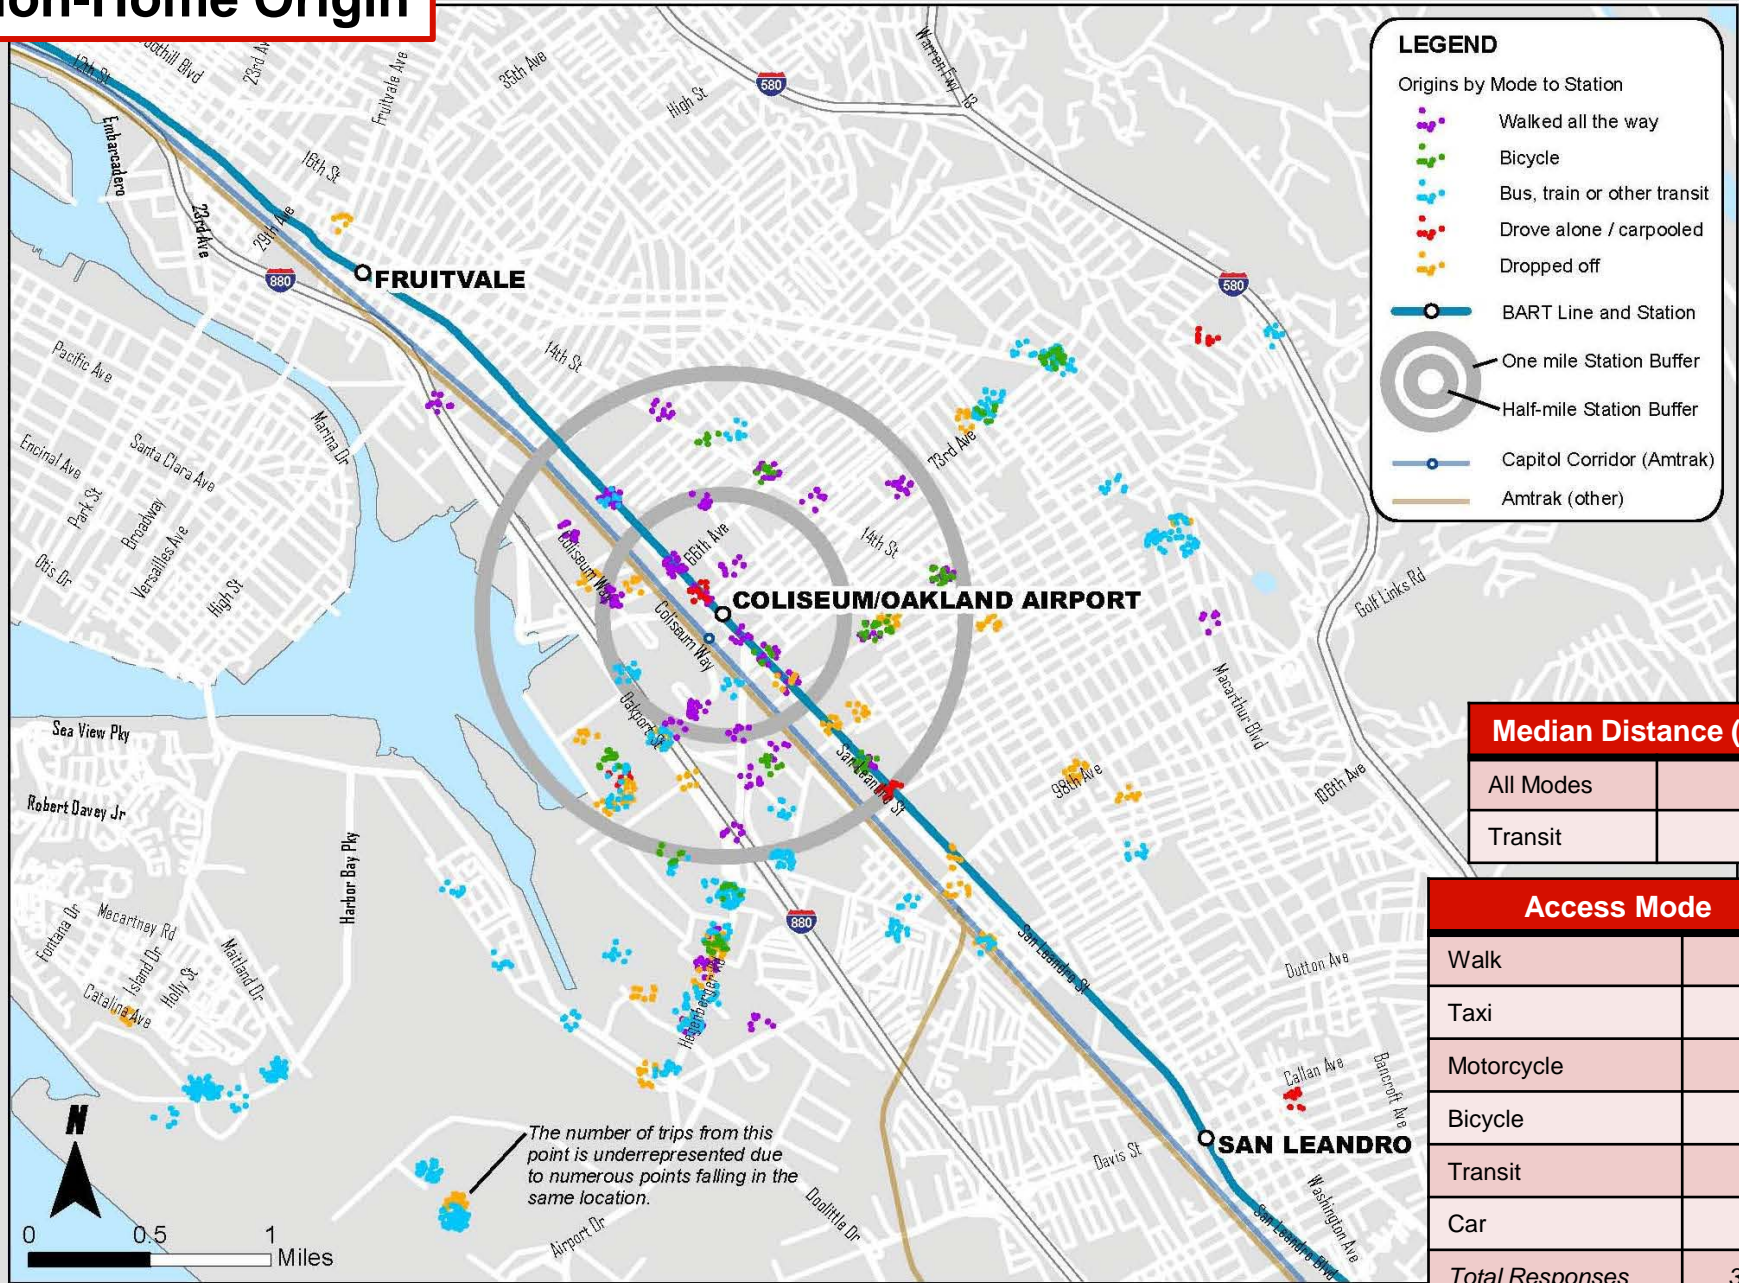 on-Home Origin
LEGEND
Origins by Mode to Station
Walked all the way
Bicycle
Bus, train or other transit
Drove alone / carpooled
Dropped off
BART Line and Station
One mile Station Buffer
Half-mile Station Buffer
Capitol Corridor (Amtrak)
Amtrak (other)
12th St
oothill Blvd
23rd Av
Fruitvale Ave
35th Ave
High St
580
Warren Fwy 13
Embarcadero
16th St
23rd Ave
29th Ave
880
FRUITVALE
580
Pacific Ave
14th St
Marina Dr
Encinal Ave
Santa Clara Ave
Park St
Broadway
Versailles Ave
Otis Dr
High St
73rd Ave
66th Ave
14th St
Coliseum Way
COLISEUM/OAKLAND AIRPORT
Coliseum Way
Golf Links Rd
Macarthur Blvd
Oakport St
San Leandro St
98th Ave
106th Ave
Sea View Pky
Robert Davey Jr
Harbor Bay Pky
Macartney Rd
Fontana Dr
Island Dr
Holly St
Maitland Dr
Catalina Ave
880
Hegenberger Rd
San Leandro St
Dutton Ave
Callan Ave
Bancroft Ave
SAN LEANDRO
Davis St
Washington Ave
San Leandro Blvd
Doolittle Dr
Airport Dr
The number of trips from this
point is underrepresented due
to numerous points falling in the
same location.
N
0 0.5 1
Miles
Median Distance (
All Modes
Transit
Access Mode
Walk
Taxi
Motorcycle
Bicycle
Transit
Car
Total Responses 3